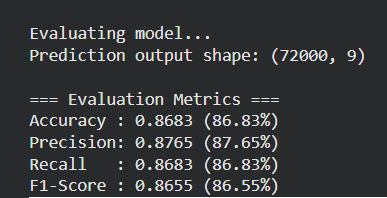 Evaluating model...
Prediction output shape: (72000, 9)
=== Evaluation Metrics ===
Accuracy : 0.8683 (86.83%)
Precision: 0.8765 (87.65%)
Recall   : 0.8683 (86.83%)
F1-Score : 0.8655 (86.55%)